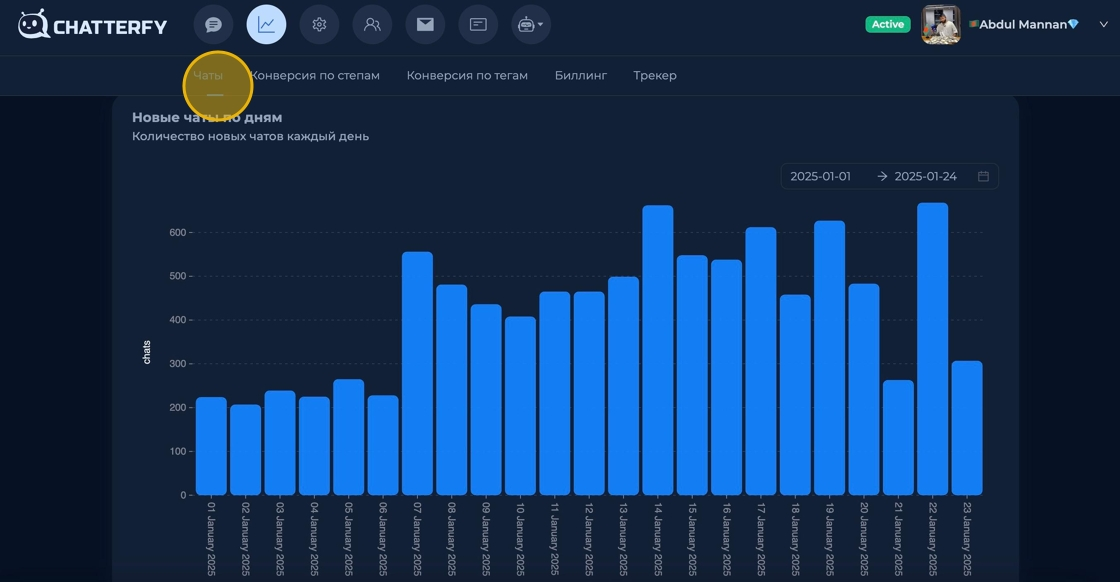 CHATTERFY
Active
Abdul Mannan
Чаты
Конверсия по степам
Конверсия по тегам
Биллинг
Трекер
Новые чаты по дням
Количество новых чатов каждый день
2025-01-01 → 2025-01-24
600
500
400
300
200
100
0
chats
01 January 2025
02 January 2025
03 January 2025
04 January 2025
05 January 2025
06 January 2025
07 January 2025
08 January 2025
09 January 2025
10 January 2025
11 January 2025
12 January 2025
13 January 2025
14 January 2025
15 January 2025
16 January 2025
17 January 2025
18 January 2025
19 January 2025
20 January 2025
21 January 2025
22 January 2025
23 January 2025